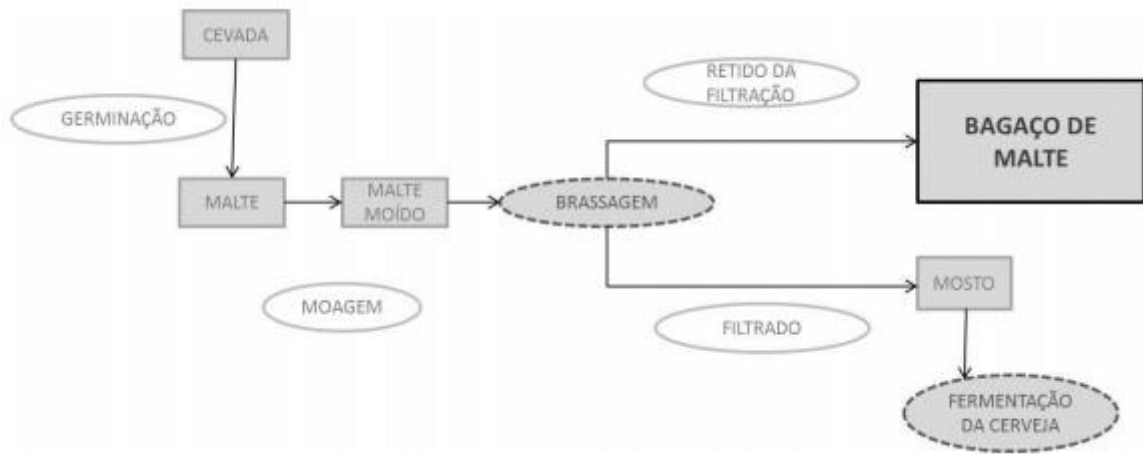 CEVADA
GERMINAÇÃO
MALTE
MALTE
MOÍDO
MOAGEM
BRASSAGEM
RETIDO DA
FILTRAÇÃO
BAGAÇO DE
MALTE
FILTRADO
MOSTO
FERMENTAÇÃO
DA CERVEJA